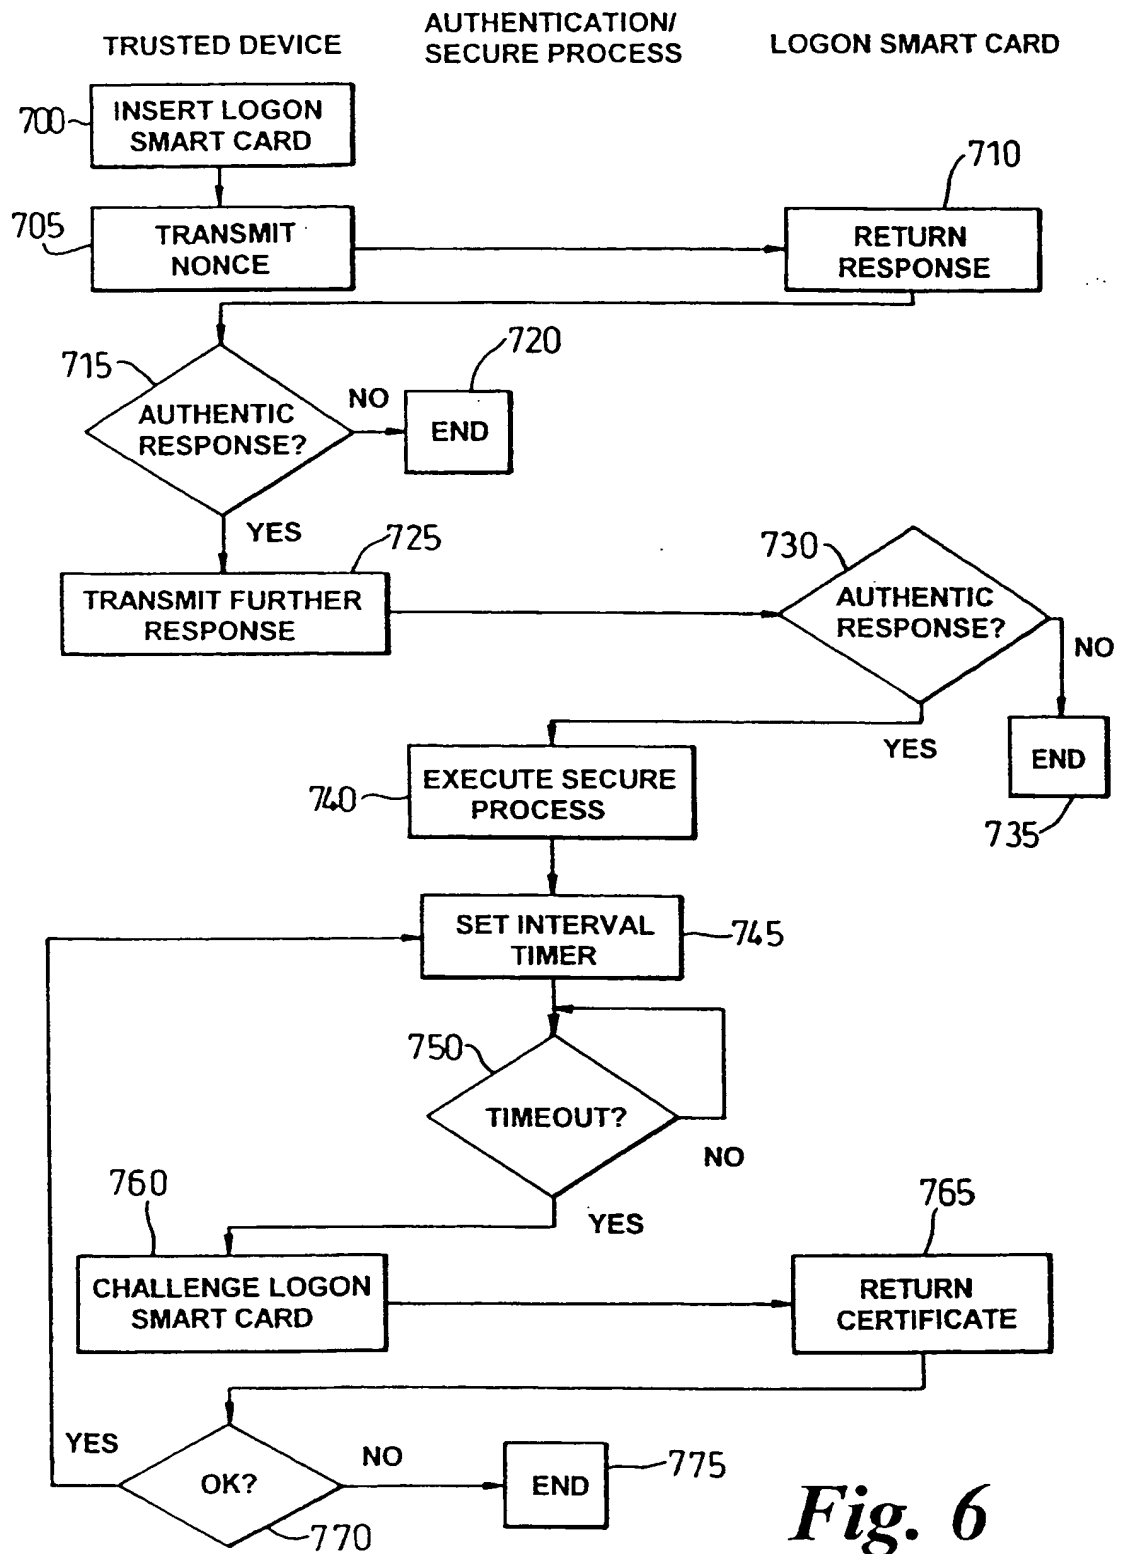 TRUSTED DEVICE
AUTHENTICATION/
SECURE PROCESS
LOGON SMART CARD
700
INSERT LOGON
SMART CARD
705
TRANSMIT
NONCE
710
RETURN
RESPONSE
715
AUTHENTIC
RESPONSE?
NO
720
END
YES
725
TRANSMIT FURTHER
RESPONSE
730
AUTHENTIC
RESPONSE?
NO
YES
END
735
740
EXECUTE SECURE
PROCESS
SET INTERVAL
TIMER
745
750
TIMEOUT?
NO
YES
760
CHALLENGE LOGON
SMART CARD
765
RETURN
CERTIFICATE
YES
OK?
NO
770
END
775
Fig. 6